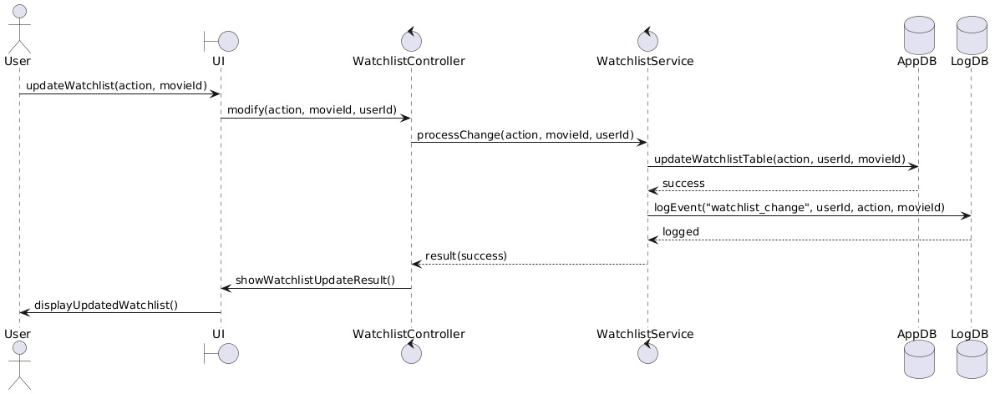 User
UI
WatchlistController
WatchlistService
AppDB
LogDB
updateWatchlist(action, movieId)
modify(action, movieId, userId)
processChange(action, movieId, userId)
updateWatchlistTable(action, userId, movieId)
success
logEvent("watchlist_change", userId, action, movieId)
logged
result(success)
showWatchlistUpdateResult()
displayUpdatedWatchlist()
User
UI
WatchlistController
WatchlistService
AppDB
LogDB